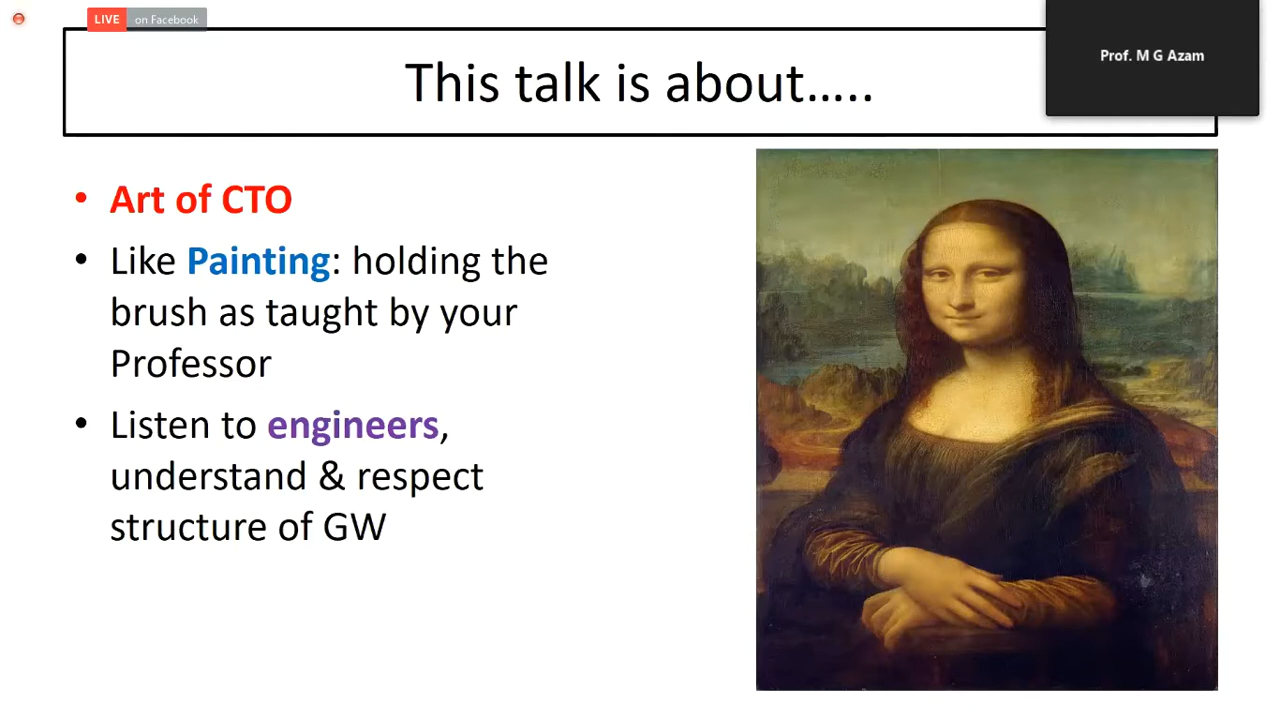 LIVE on Facebook
Prof. M G Azam
This talk is about…..
• Art of CTO
• Like Painting: holding the
brush as taught by your
Professor
• Listen to engineers,
understand & respect
structure of GW